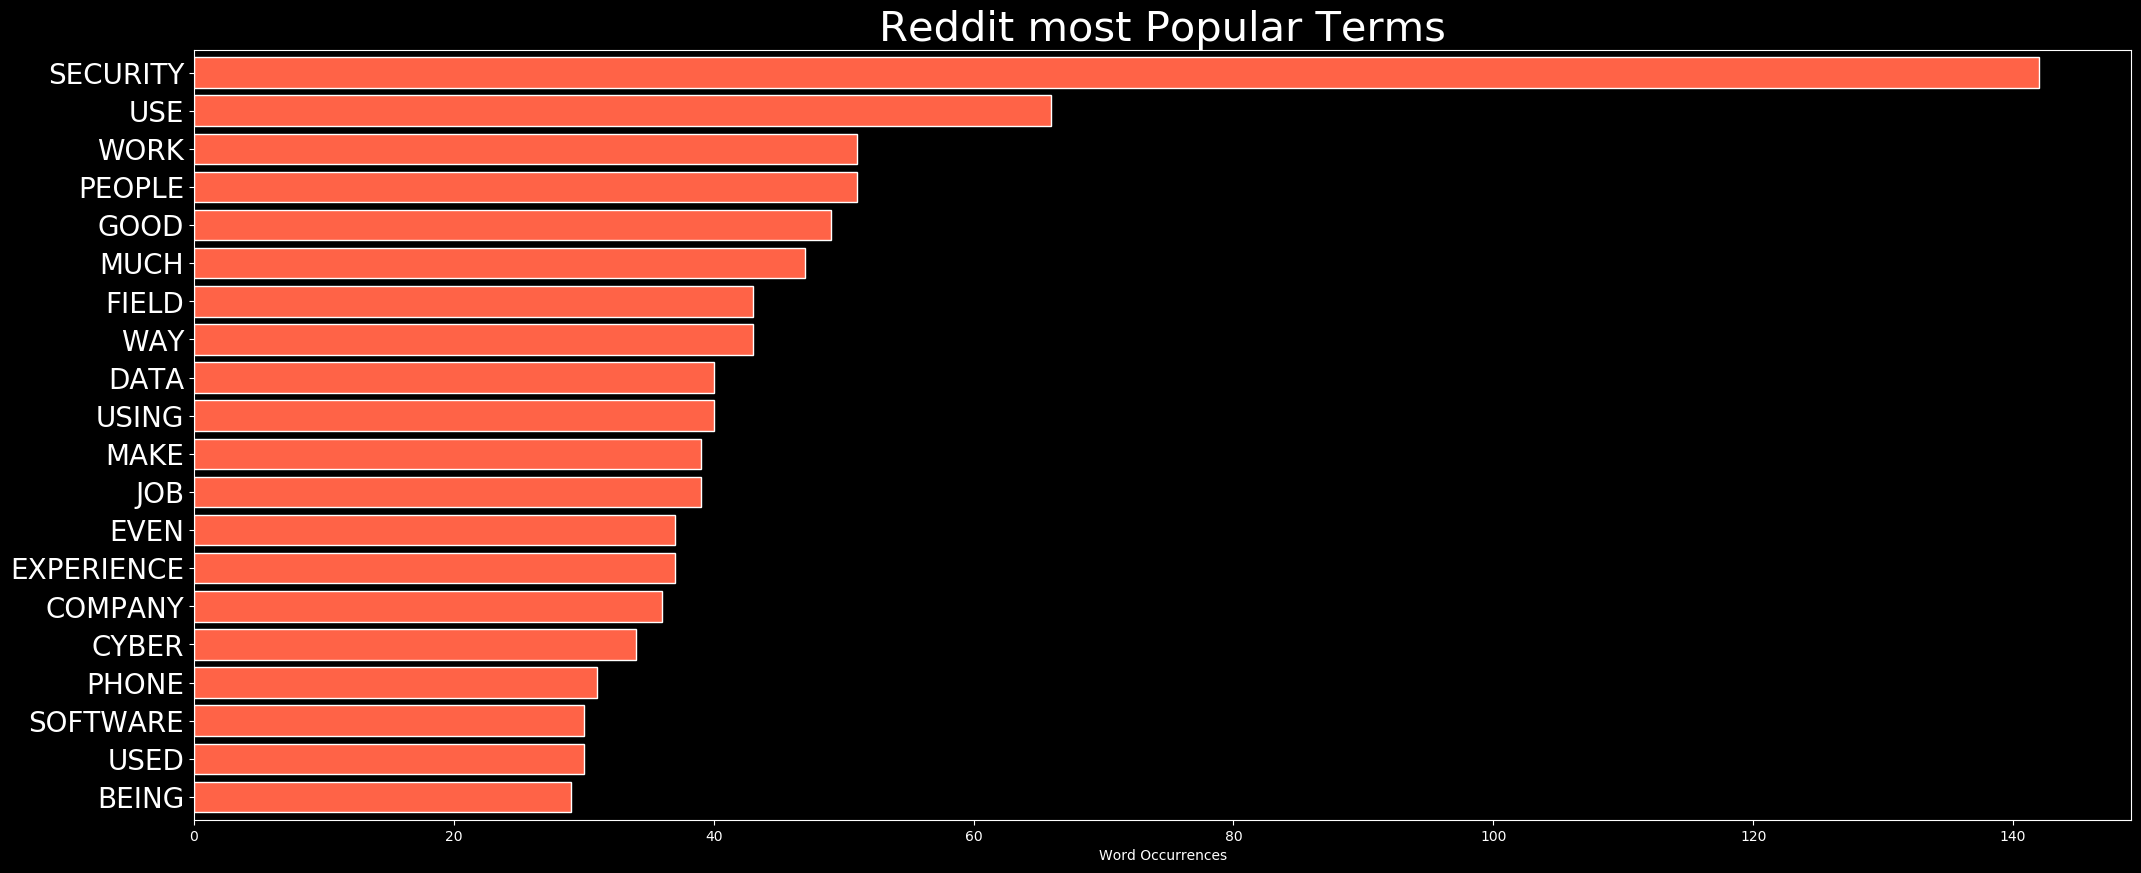 Reddit most Popular Terms
SECURITY
USE
WORK
PEOPLE
GOOD
MUCH
FIELD
WAY
DATA
USING
MAKE
JOB
EVEN
EXPERIENCE
COMPANY
CYBER
PHONE
SOFTWARE
USED
BEING
0 20 40 60 80 100 120 140
Word Occurrences